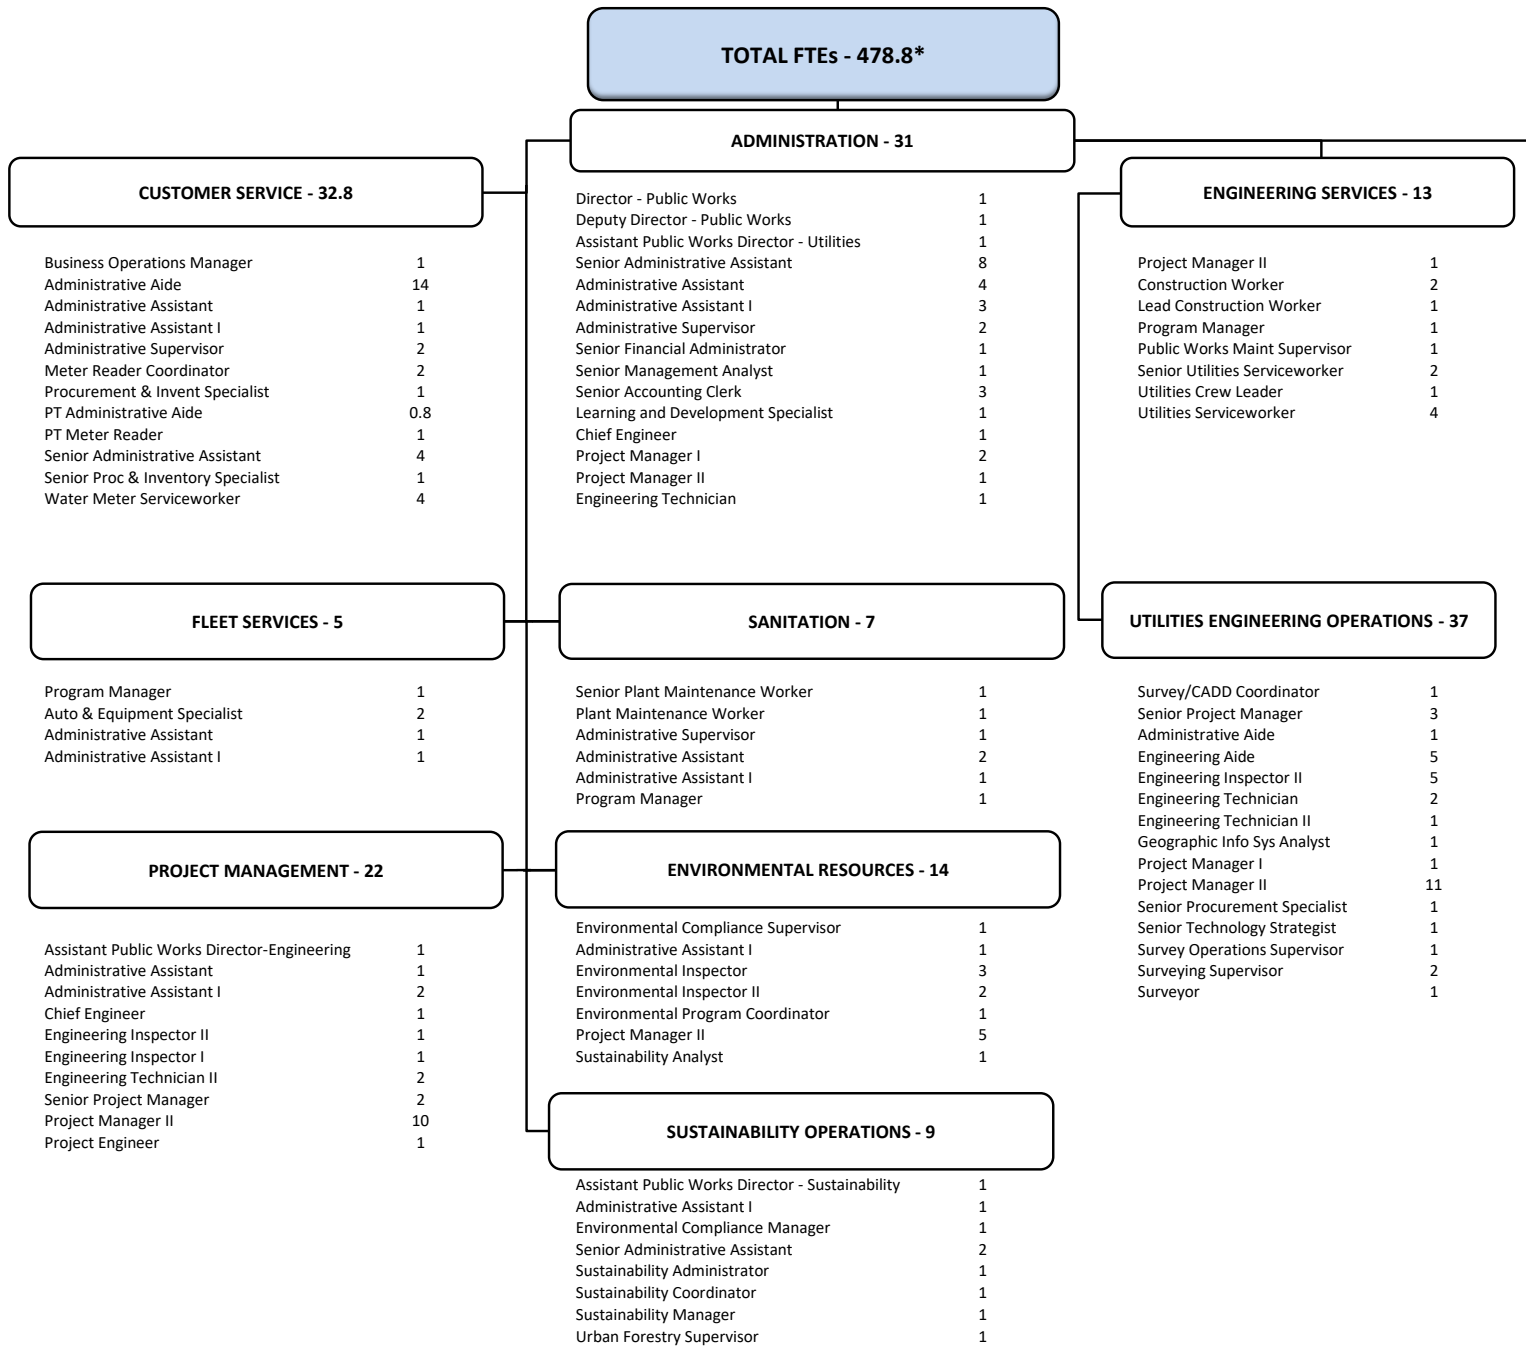 TOTAL FTEs - 478.8*
ADMINISTRATION - 31
Director - Public Works 1
Deputy Director - Public Works 1
Assistant Public Works Director - Utilities 1
Senior Administrative Assistant 8
Administrative Assistant 4
Administrative Assistant I 3
Administrative Supervisor 2
Senior Financial Administrator 1
Senior Management Analyst 1
Senior Accounting Clerk 3
Learning and Development Specialist 1
Chief Engineer 1
Project Manager I 2
Project Manager II 1
Engineering Technician 1
CUSTOMER SERVICE - 32.8
Business Operations Manager 1
Administrative Aide 14
Administrative Assistant 1
Administrative Assistant I 1
Administrative Supervisor 2
Meter Reader Coordinator 2
Procurement & Invent Specialist 1
PT Administrative Aide 0.8
PT Meter Reader 1
Senior Administrative Assistant 4
Senior Proc & Inventory Specialist 1
Water Meter Serviceworker 4
ENGINEERING SERVICES - 13
Project Manager II 1
Construction Worker 2
Lead Construction Worker 1
Program Manager 1
Public Works Maint Supervisor 1
Senior Utilities Serviceworker 2
Utilities Crew Leader 1
Utilities Serviceworker 4
FLEET SERVICES - 5
Program Manager 1
Auto & Equipment Specialist 2
Administrative Assistant 1
Administrative Assistant I 1
SANITATION - 7
Senior Plant Maintenance Worker 1
Plant Maintenance Worker 1
Administrative Supervisor 1
Administrative Assistant 2
Administrative Assistant I 1
Program Manager 1
UTILITIES ENGINEERING OPERATIONS - 37
Survey/CADD Coordinator 1
Senior Project Manager 3
Administrative Aide 1
Engineering Aide 5
Engineering Inspector II 5
Engineering Technician 2
Engineering Technician II 1
Geographic Info Sys Analyst 1
Project Manager I 1
Project Manager II 11
Senior Procurement Specialist 1
Senior Technology Strategist 1
Survey Operations Supervisor 1
Surveying Supervisor 2
Surveyor 1
PROJECT MANAGEMENT - 22
Assistant Public Works Director-Engineering 1
Administrative Assistant 1
Administrative Assistant I 2
Chief Engineer 1
Engineering Inspector II 1
Engineering Inspector I 1
Engineering Technician II 2
Senior Project Manager 2
Project Manager II 10
Project Engineer 1
ENVIRONMENTAL RESOURCES - 14
Environmental Compliance Supervisor 1
Administrative Assistant I 1
Environmental Inspector 3
Environmental Inspector II 2
Environmental Program Coordinator 1
Project Manager II 5
Sustainability Analyst 1
SUSTAINABILITY OPERATIONS - 9
Assistant Public Works Director - Sustainability 1
Administrative Assistant I 1
Environmental Compliance Manager 1
Senior Administrative Assistant 2
Sustainability Administrator 1
Sustainability Coordinator 1
Sustainability Manager 1
Urban Forestry Supervisor 1